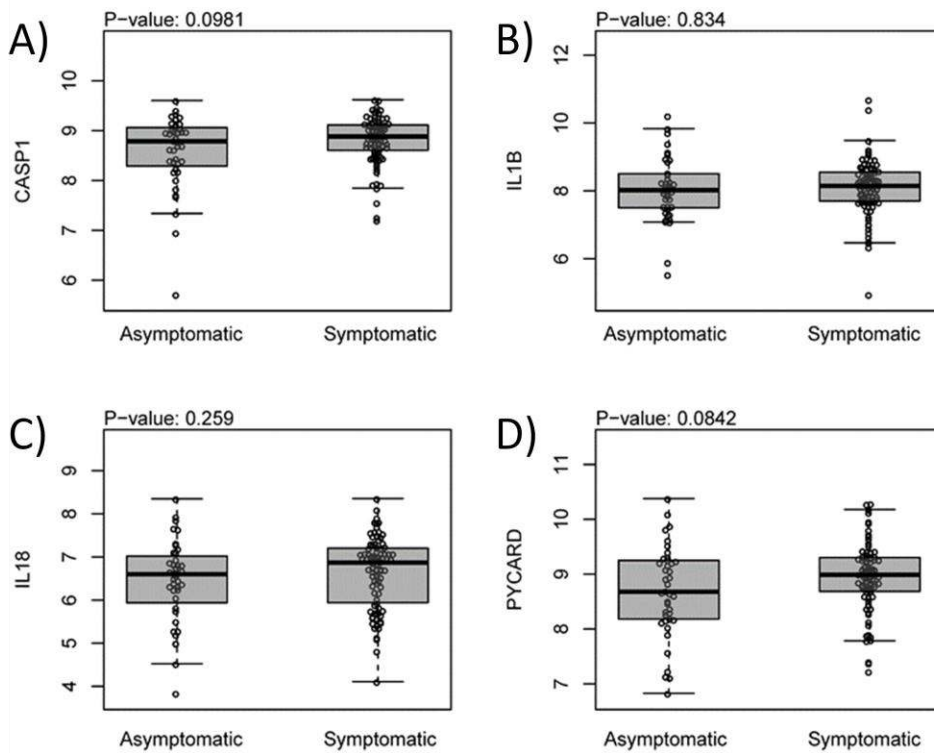 A)
P−value: 0.0981
CASP1
10
9
8
7
6
Asymptomatic
Symptomatic
B)
P−value: 0.834
IL1B
12
10
8
6
Asymptomatic
Symptomatic
C)
P−value: 0.259
IL18
9
8
7
6
5
4
Asymptomatic
Symptomatic
D)
P−value: 0.0842
PYCARD
11
10
9
8
7
Asymptomatic
Symptomatic